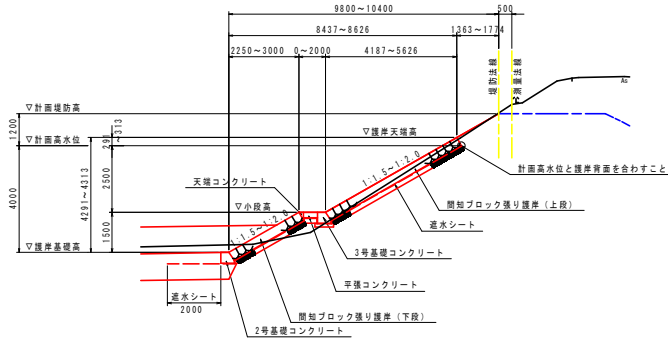 9800~10400
500
8437~8626
1363~1774
2250~3000
0~2000
4187~5626
堤防法線
測量法線
As
▽計画堤防高
1200
▽計画高水位
291
~313
▽護岸天端高
計画高水位と護岸背面を合わすこと
4000
4291~4313
2500
1:1.5~1:2.0
天端コンクリート
間知ブロック張り護岸(上段)
▽小段高
遮水シート
1500
1:1.5~1:2.0
3号基礎コンクリート
▽護岸基礎高
平張コンクリート
遮水シート
2000
間知ブロック張り護岸(下段)
2号基礎コンクリート